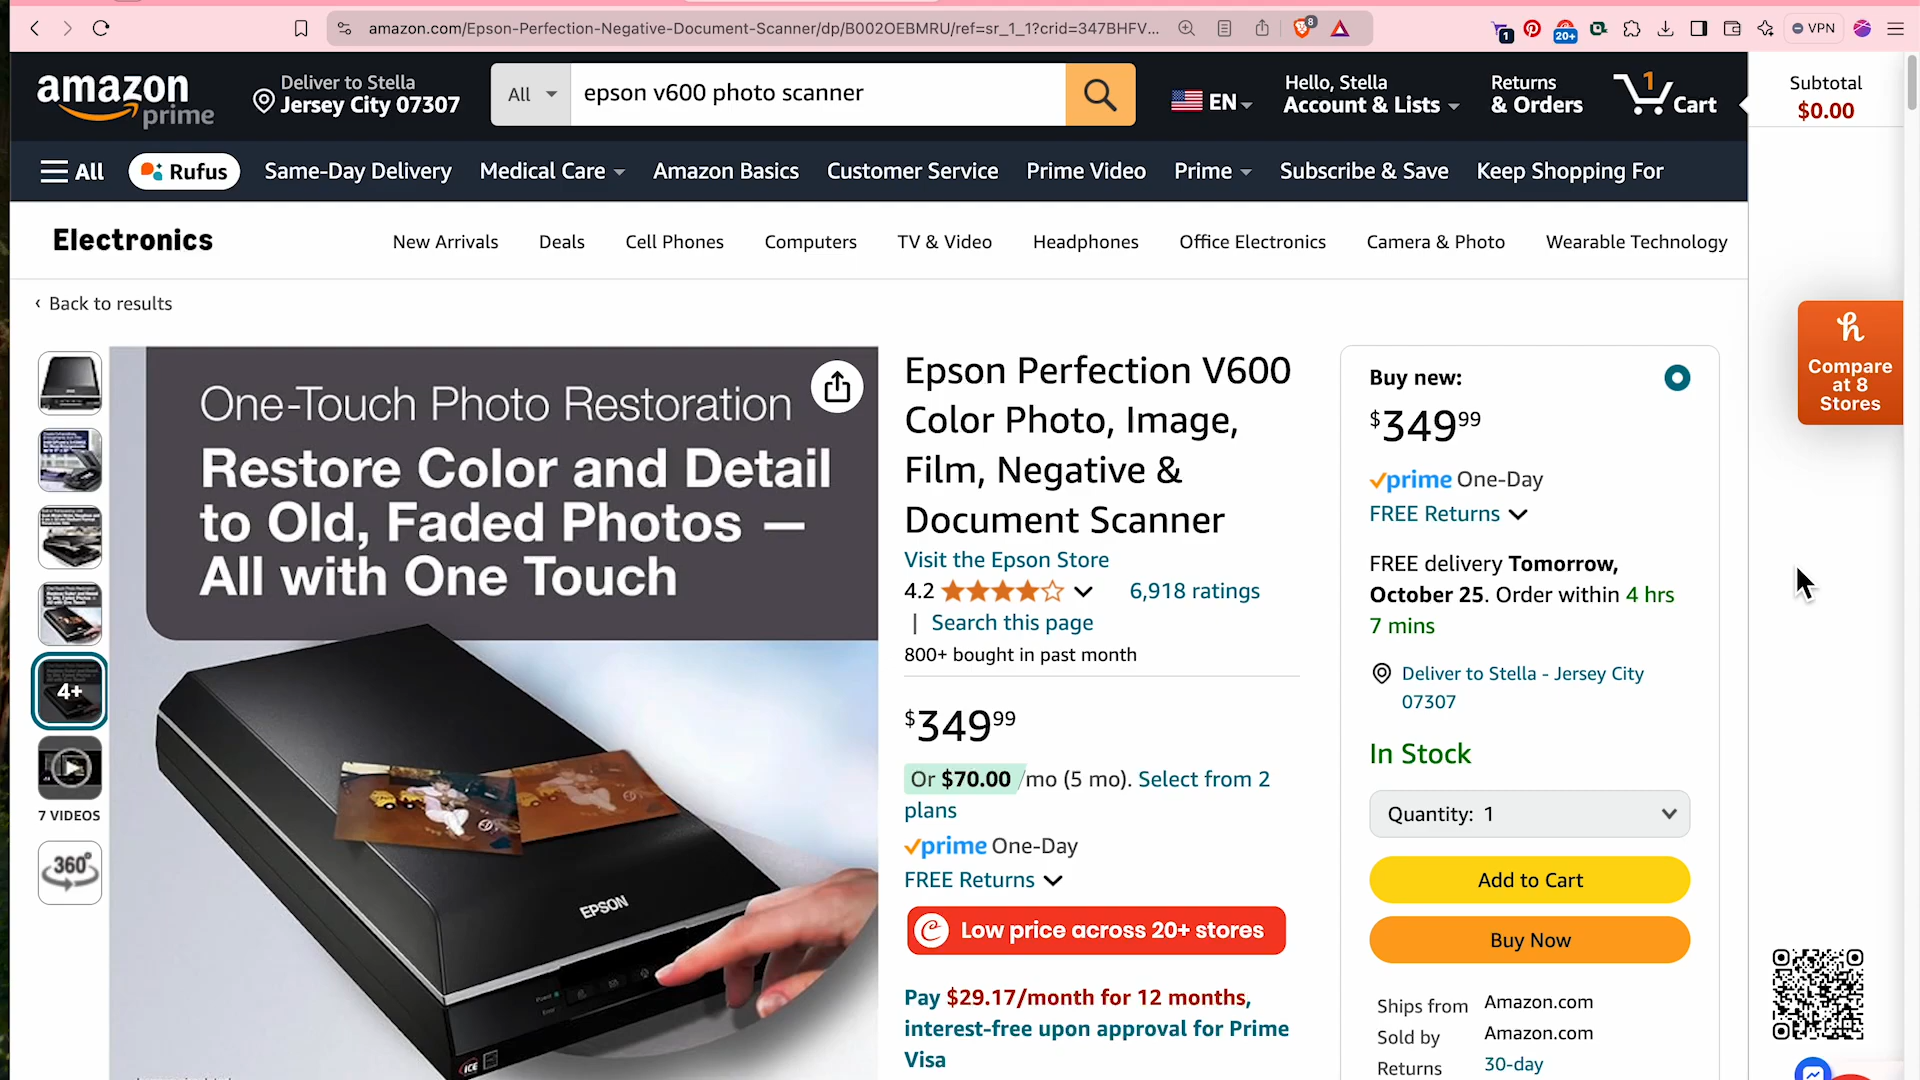 amazon.com/Epson-Perfection-Negative-Document-Scanner/dp/B002OEBMRU/ref=sr_1_1?crid=347BHFV...
8
1
20+
VPN
amazon prime
Deliver to Stella
Jersey City 07307
All
epson v600 photo scanner
EN
Hello, Stella
Account & Lists
Returns
& Orders
1
Cart
Subtotal
$0.00
All
Rufus
Same-Day Delivery
Medical Care
Amazon Basics
Customer Service
Prime Video
Prime
Subscribe & Save
Keep Shopping For
Electronics
New Arrivals
Deals
Cell Phones
Computers
TV & Video
Headphones
Office Electronics
Camera & Photo
Wearable Technology
‹ Back to results
4+
7 VIDEOS
360°
One-Touch Photo Restoration
Restore Color and Detail
to Old, Faded Photos —
All with One Touch
EPSON
ICE
Epson Perfection V600
Color Photo, Image,
Film, Negative &
Document Scanner
Visit the Epson Store
4.2
6,918 ratings
| Search this page
800+ bought in past month
$349.99
Or $70.00 /mo (5 mo). Select from 2
plans
prime One-Day
FREE Returns
Low price across 20+ stores
Pay $29.17/month for 12 months,
interest-free upon approval for Prime
Visa
Buy new:
$349.99
prime One-Day
FREE Returns
FREE delivery Tomorrow,
October 25. Order within 4 hrs
7 mins
Deliver to Stella - Jersey City
07307
In Stock
Quantity: 1
Add to Cart
Buy Now
Ships from Amazon.com
Sold by Amazon.com
Returns 30-day
h
Compare
at 8
Stores